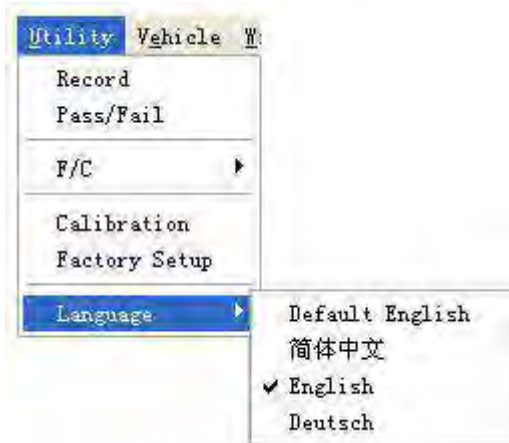 Utility Vehicle W
Record
Pass/Fail
F/C
Calibration
Factory Setup
Language
Default English
简体中文
English
Deutsch